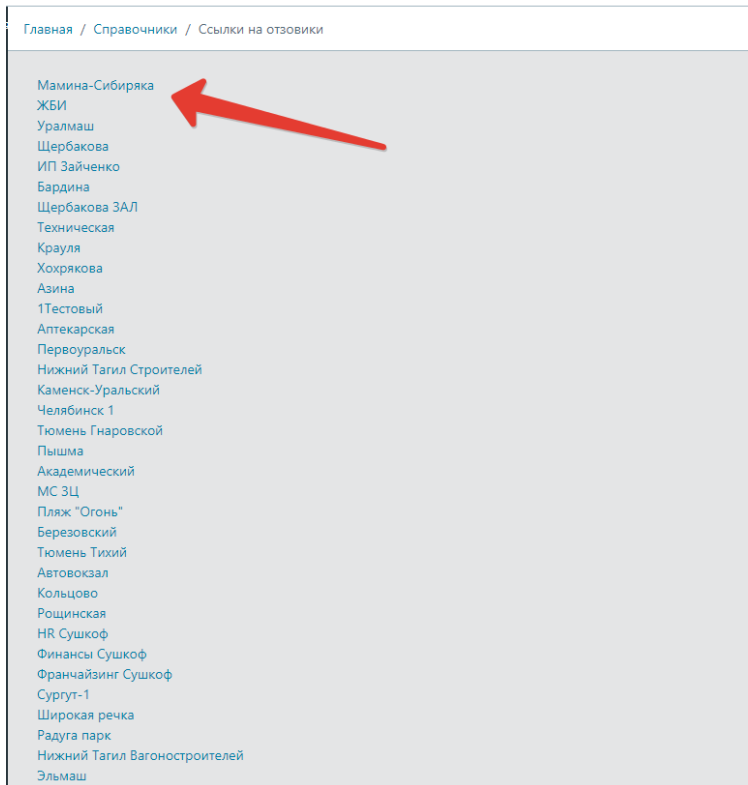 Главная / Справочники / Ссылки на отзовики
Мамина-Сибиряка
ЖБИ
Уралмаш
Щербакова
ИП Зайченко
Бардина
Щербакова ЗАЛ
Техническая
Крауля
Хохрякова
Азина
1Тестовый
Аптекарская
Первоуральск
Нижний Тагил Строителей
Каменск-Уральский
Челябинск 1
Тюмень Гнаровской
Пышма
Академический
МС ЗЦ
Пляж "Огонь"
Березовский
Тюмень Тихий
Автовокзал
Кольцово
Рощинская
HR Сушкоф
Финансы Сушкоф
Франчайзинг Сушкоф
Сургут-1
Широкая речка
Радуга парк
Нижний Тагил Вагоностроителей
Эльмаш